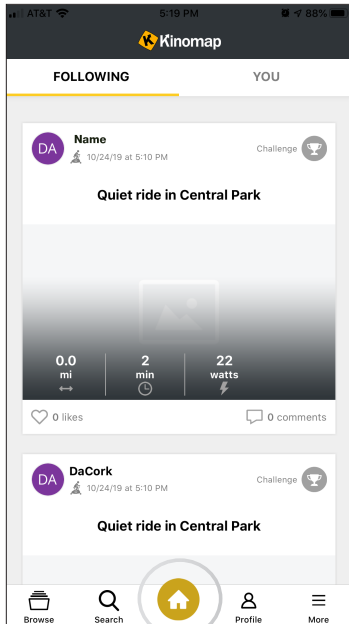 AT&T 5:19 PM 88%
Kinomap
FOLLOWING YOU
DA Name
10/24/19 at 5:10 PM Challenge
Quiet ride in Central Park
0.0 2 22
mi min watts
0 likes 0 comments
DA DaCork
10/24/19 at 5:10 PM Challenge
Quiet ride in Central Park
Browse Search Profile More